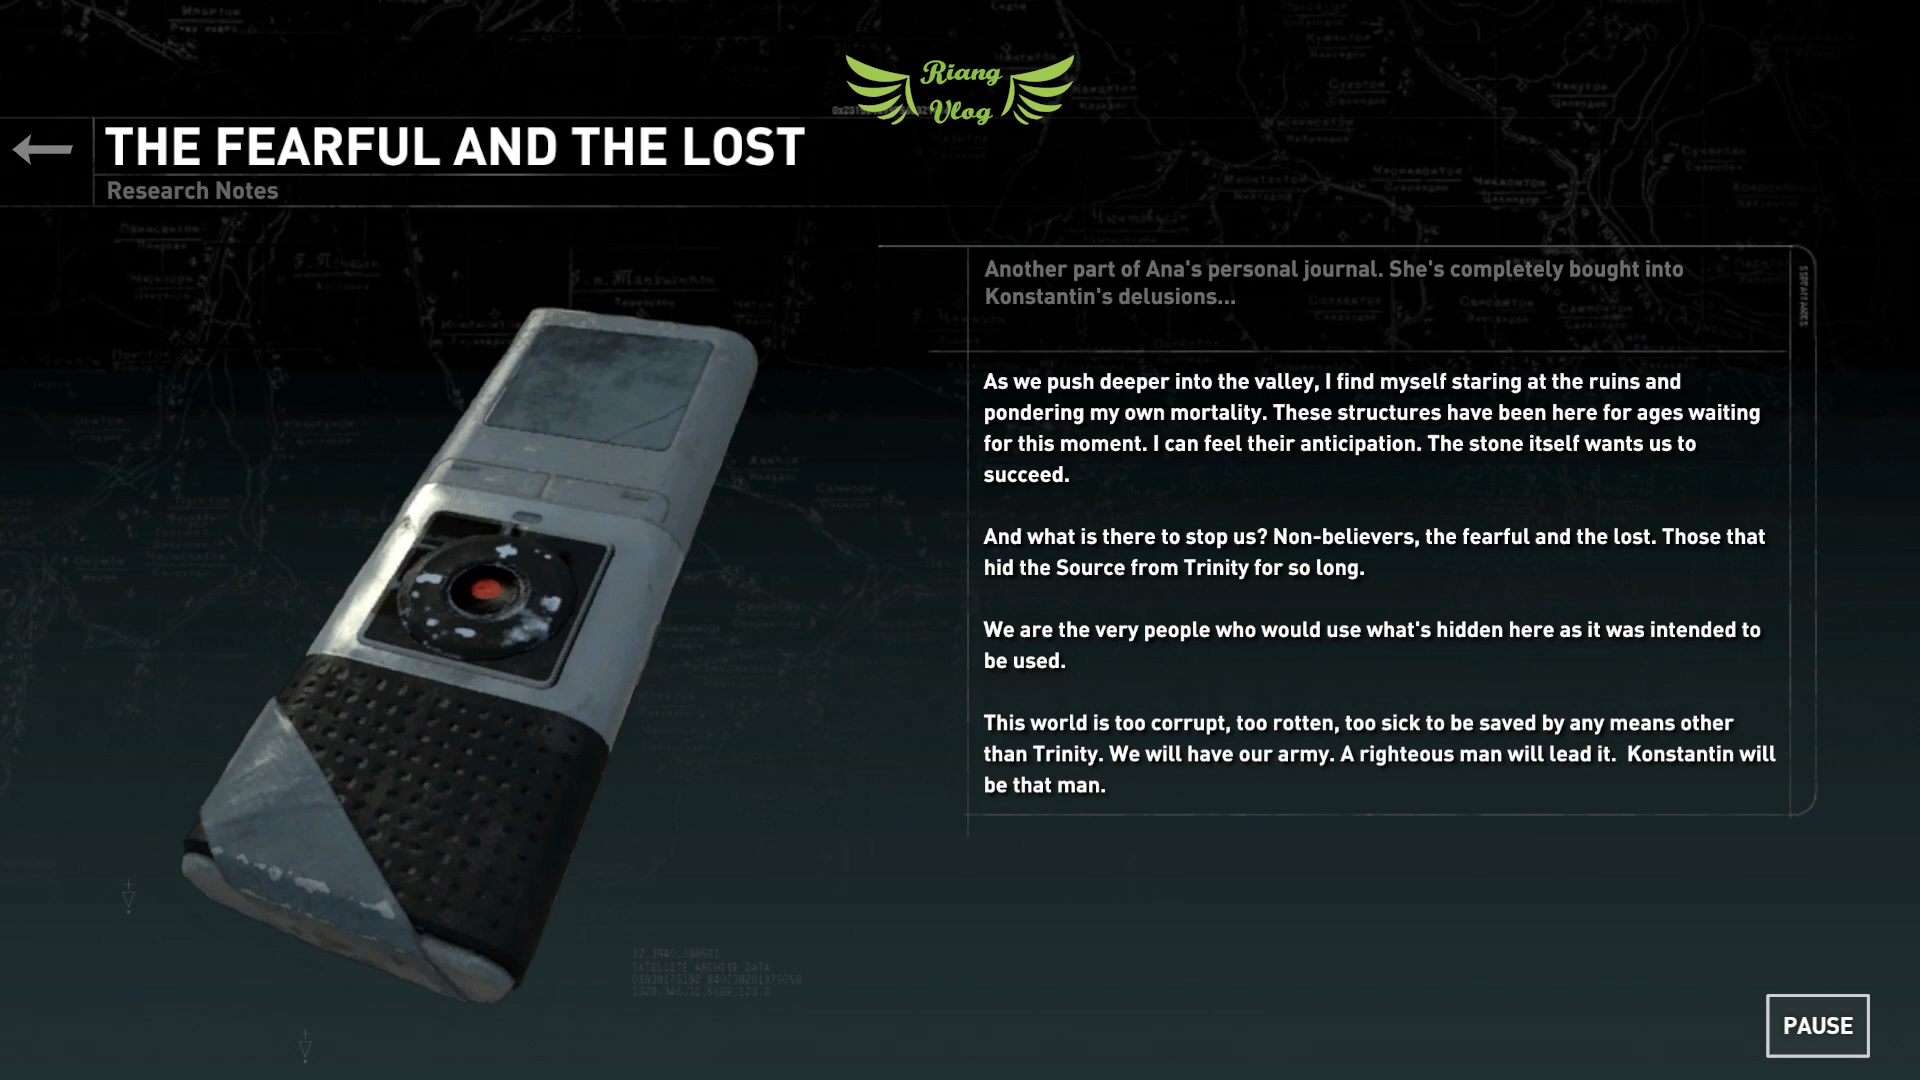 Riang
Vlog
THE FEARFUL AND THE LOST
Research Notes
Another part of Ana's personal journal. She's completely bought into
Konstantin's delusions...
As we push deeper into the valley, I find myself staring at the ruins and
pondering my own mortality. These structures have been here for ages waiting
for this moment. I can feel their anticipation. The stone itself wants us to
succeed.
And what is there to stop us? Non-believers, the fearful and the lost. Those that
hid the Source from Trinity for so long.
We are the very people who would use what's hidden here as it was intended to
be used.
This world is too corrupt, too rotten, too sick to be saved by any means other
than Trinity. We will have our army. A righteous man will lead it.  Konstantin will
be that man.
SATELLITE ARCHIVE DATA
PAUSE